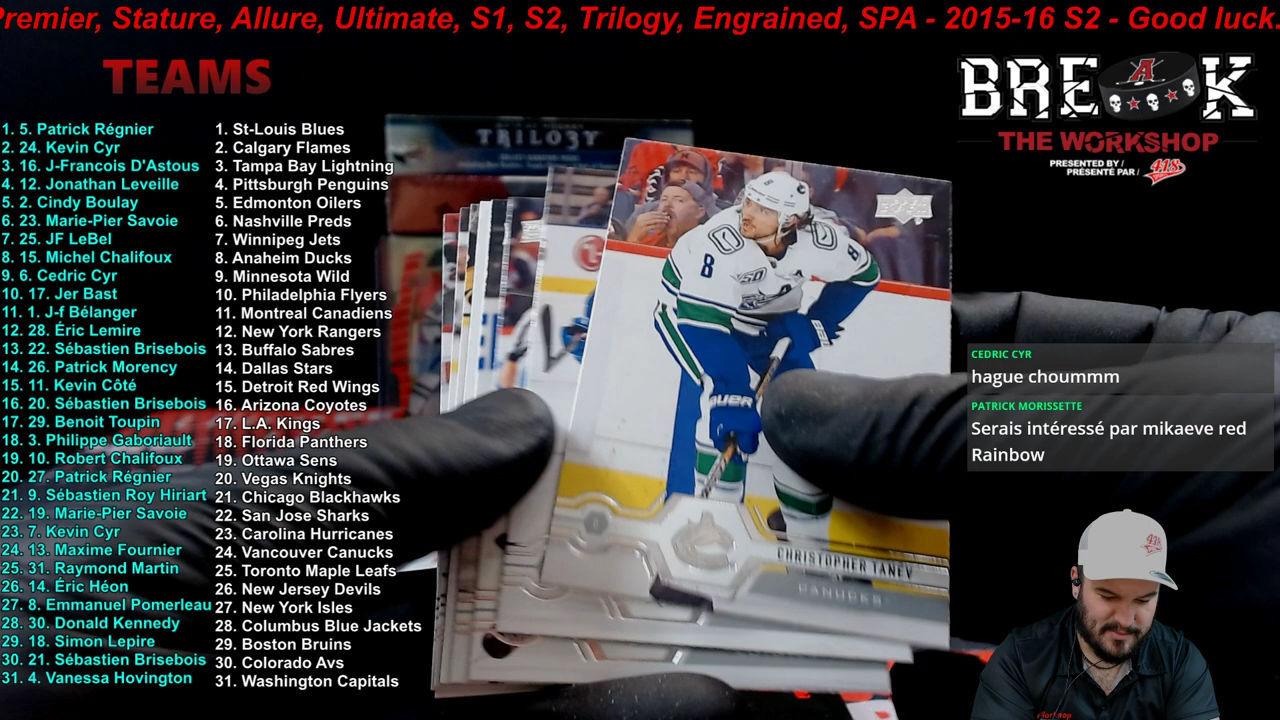 Premier, Stature, Allure, Ultimate, S1, S2, Trilogy, Engrained, SPA - 2015-16 S2 - Good luck.
TEAMS
1. 5. Patrick Régnier
2. 24. Kevin Cyr
3. 16. J-Francois D'Astous
4. 12. Jonathan Leveille
5. 2. Cindy Boulay
6. 23. Marie-Pier Savoie
7. 25. JF LeBel
8. 15. Michel Chalifoux
9. 6. Cedric Cyr
10. 17. Jer Bast
11. 1. J-f Bélanger
12. 28. Éric Lemire
13. 22. Sébastien Brisebois
14. 26. Patrick Morency
15. 11. Kevin Côté
16. 20. Sébastien Brisebois
17. 29. Benoit Toupin
18. 3. Philippe Gaboriault
19. 10. Robert Chalifoux
20. 27. Patrick Régnier
21. 9. Sébastien Roy Hiriart
22. 19. Marie-Pier Savoie
23. 7. Kevin Cyr
24. 13. Maxime Fournier
25. 31. Raymond Martin
26. 14. Éric Héon
27. 8. Emmanuel Pomerleau
28. 30. Donald Kennedy
29. 18. Simon Lepire
30. 21. Sébastien Brisebois
31. 4. Vanessa Hovington
1. St-Louis Blues
2. Calgary Flames
3. Tampa Bay Lightning
4. Pittsburgh Penguins
5. Edmonton Oilers
6. Nashville Preds
7. Winnipeg Jets
8. Anaheim Ducks
9. Minnesota Wild
10. Philadelphia Flyers
11. Montreal Canadiens
12. New York Rangers
13. Buffalo Sabres
14. Dallas Stars
15. Detroit Red Wings
16. Arizona Coyotes
17. L.A. Kings
18. Florida Panthers
19. Ottawa Sens
20. Vegas Knights
21. Chicago Blackhawks
22. San Jose Sharks
23. Carolina Hurricanes
24. Vancouver Canucks
25. Toronto Maple Leafs
26. New Jersey Devils
27. New York Isles
28. Columbus Blue Jackets
29. Boston Bruins
30. Colorado Avs
31. Washington Capitals
TRILOGY
8
8
A
50
BAUER
CHRISTOPHER TANEV
CANUCKS
BREAK
THE WORKSHOP
PRESENTED BY /
PRÉSENTÉ PAR /
418
CEDRIC CYR
hague choummm
PATRICK MORISSETTE
Serais intéressé par mikaeve red
Rainbow
418